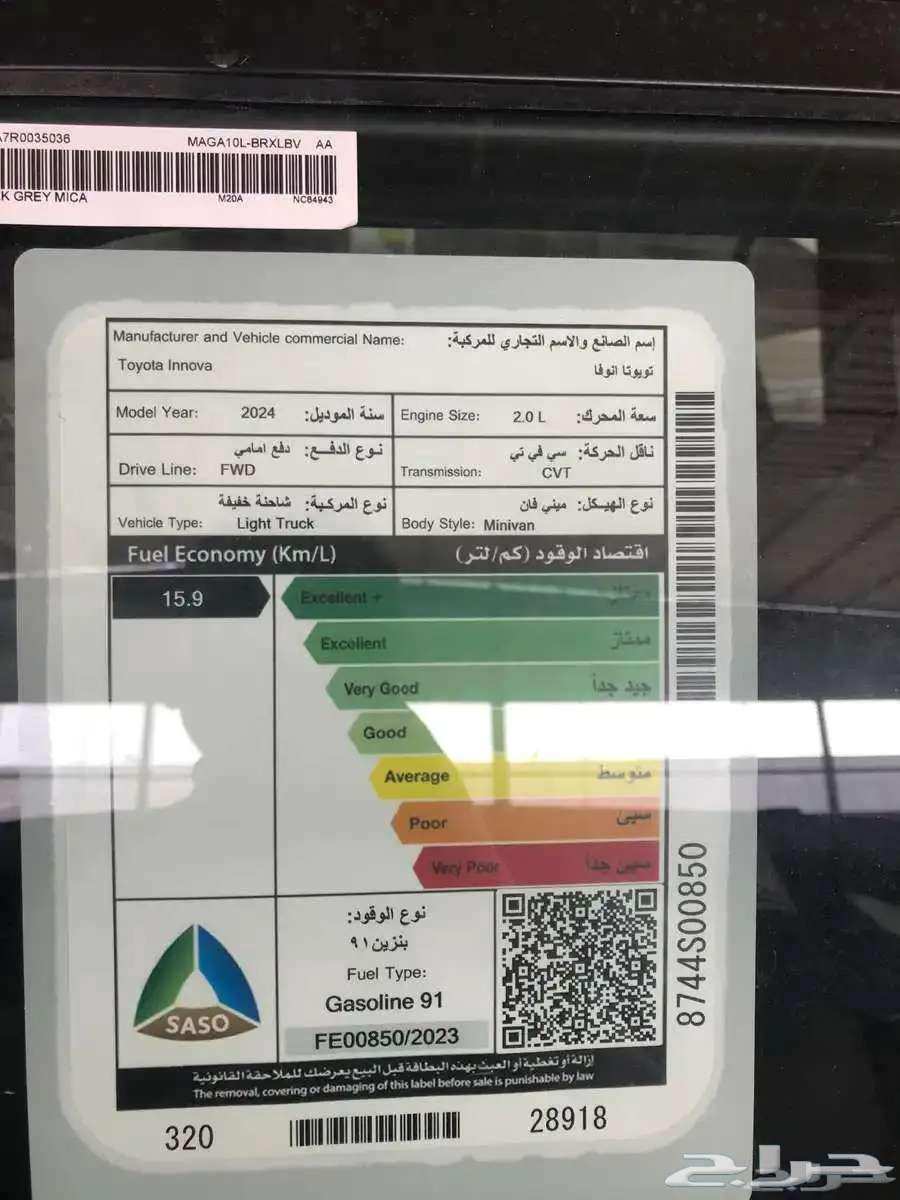 A7R0035036 MAGA10L-BRXLBV AA
K GREY MICA M20A NC64943
Manufacturer and Vehicle commercial Name: إسم الصانع والاسم التجاري للمركبة:
Toyota Innova تويوتا انوفا
Model Year: 2024 سنة الموديل:
Engine Size: 2.0 L سعة المحرك:
Drive Line: FWD نوع الدفع: دفع امامي
Transmission: CVT ناقل الحركة: سي في تي
Vehicle Type: Light Truck نوع المركبة: شاحنة خفيفة
Body Style: Minivan نوع الهيكل: ميني فان
Fuel Economy (Km/L) اقتصاد الوقود (كم/لتر)
15.9
Excellent +
Excellent ممتاز
Very Good جيد جداً
Good
Average متوسط
Poor سيئ
Very Poor سيئ جداً
8744S00850
SASO
نوع الوقود:
بنزين ٩١
Fuel Type:
Gasoline 91
FE00850/2023
إزالة أو تغطية أو العبث بهذه البطاقة قبل البيع يعرضك للملاحقة القانونية
The removal, covering or damaging of this label before sale is punishable by law
320 28918
حراج